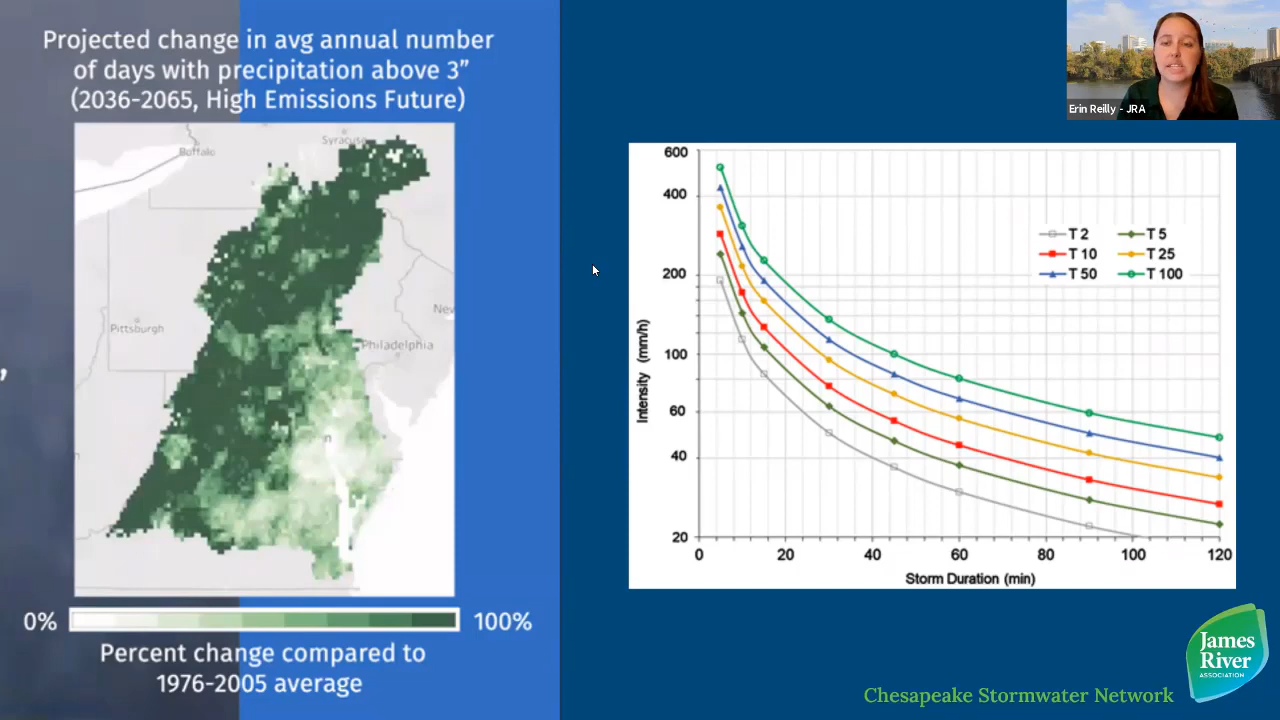 Projected change in avg annual number
of days with precipitation above 3”
(2036-2065, High Emissions Future)
Syracuse
Buffalo
Pittsburgh
New
Philadelphia
n
n
,
0%
100%
Percent change compared to
1976-2005 average
Erin Reilly - JRA
600
400
200
100
60
40
20
Intensity (mm/h)
T 2
T 5
T 10
T 25
T 50
T 100
0
20
40
60
80
100
120
Storm Duration (min)
James
River
ASSOCIATION
Chesapeake Stormwater Network